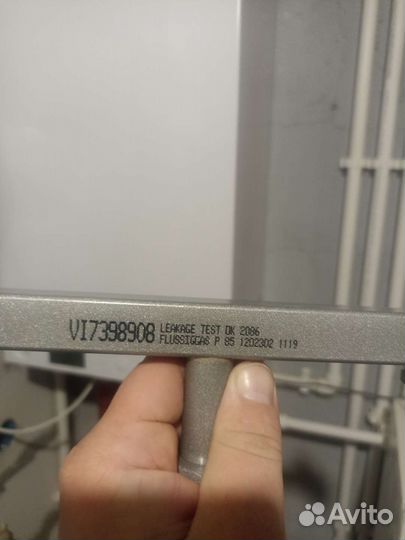 VI7398908 LEAKAGE TEST OK 2086
FLUSSIGGAS P 85 1202302 1119
Avito